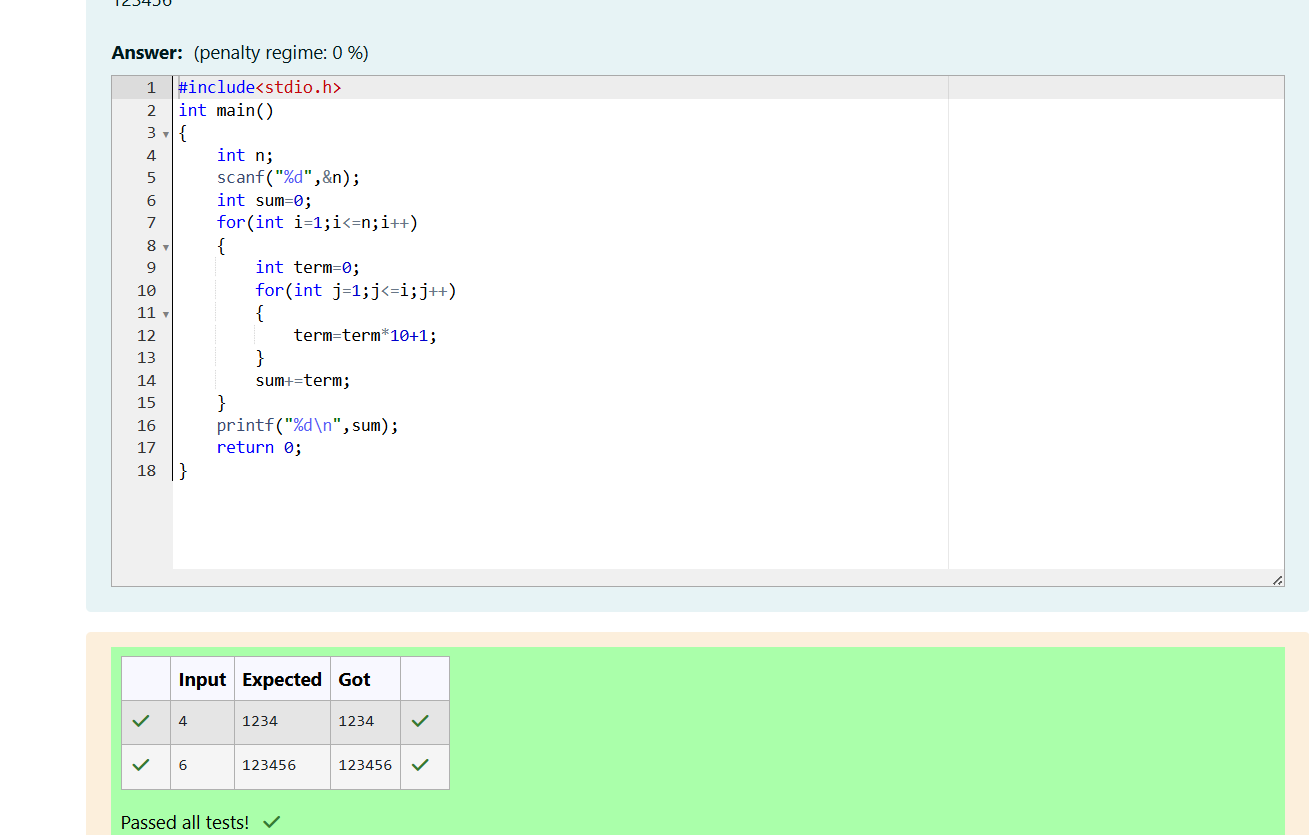 123456
Answer: (penalty regime: 0 %)
1 #include<stdio.h>
2 int main()
3 {
4     int n;
5     scanf("%d",&n);
6     int sum=0;
7     for(int i=1;i<=n;i++)
8     {
9         int term=0;
10         for(int j=1;j<=i;j++)
11         {
12             term=term*10+1;
13         }
14         sum+=term;
15     }
16     printf("%d\n",sum);
17     return 0;
18 }
Input Expected Got
4 1234 1234
6 123456 123456
Passed all tests!